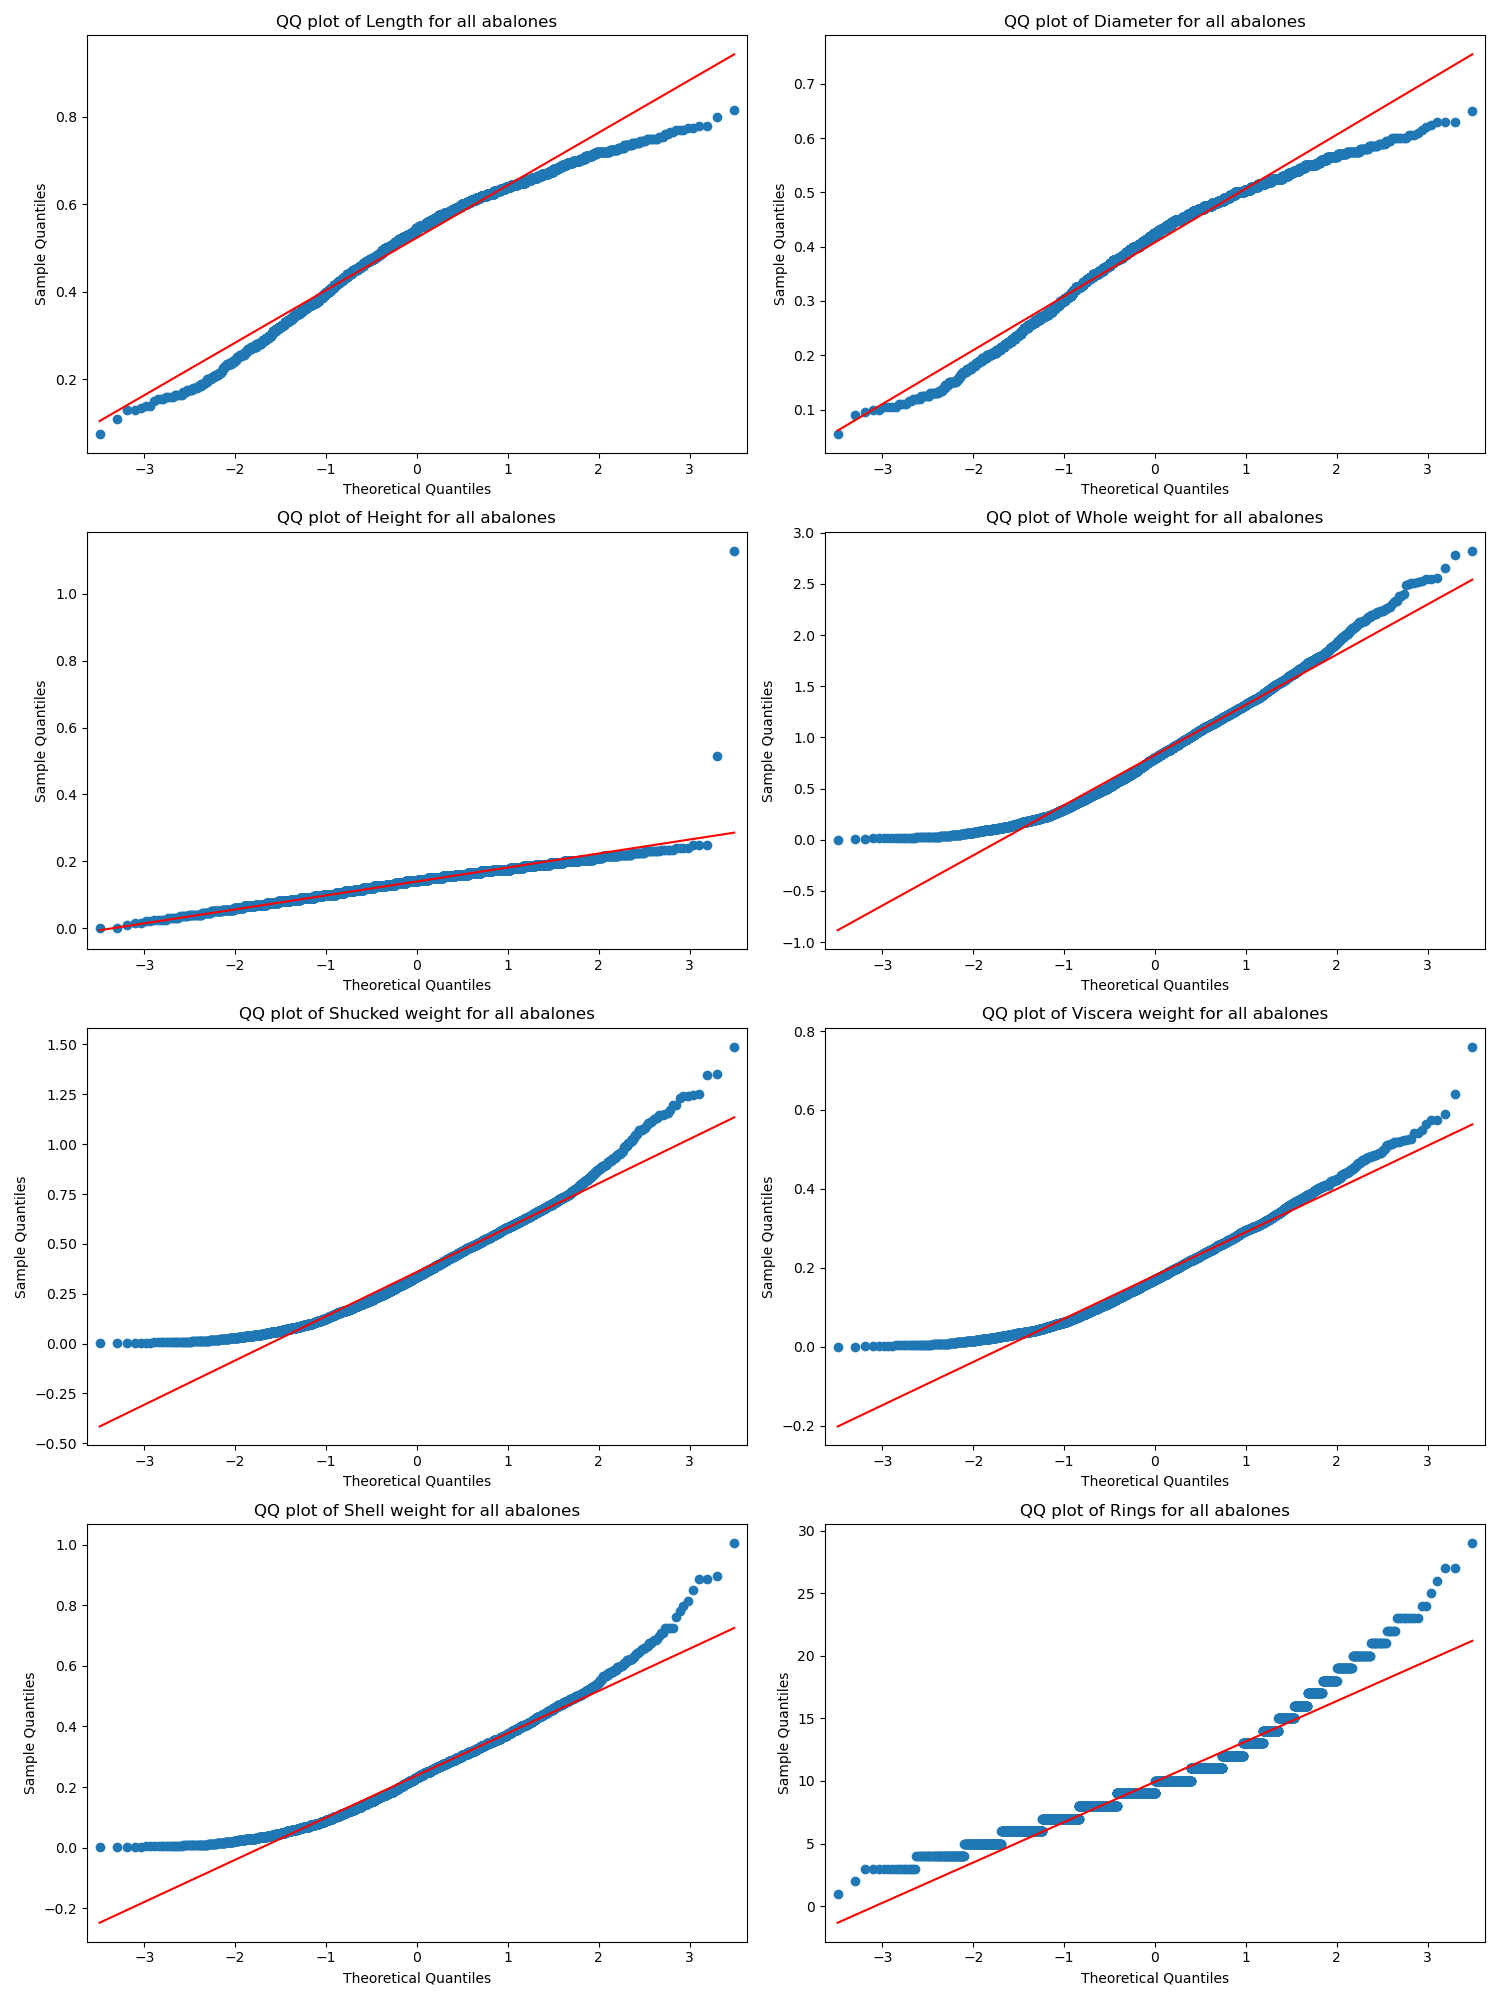 QQ plot of Length for all abalones
Sample Quantiles
0.8
0.6
0.4
0.2
−3 −2 −1 0 1 2 3
Theoretical Quantiles
QQ plot of Diameter for all abalones
Sample Quantiles
0.7
0.6
0.5
0.4
0.3
0.2
0.1
−3 −2 −1 0 1 2 3
Theoretical Quantiles
QQ plot of Height for all abalones
Sample Quantiles
1.0
0.8
0.6
0.4
0.2
0.0
−3 −2 −1 0 1 2 3
Theoretical Quantiles
QQ plot of Whole weight for all abalones
Sample Quantiles
3.0
2.5
2.0
1.5
1.0
0.5
0.0
−0.5
−1.0
−3 −2 −1 0 1 2 3
Theoretical Quantiles
QQ plot of Shucked weight for all abalones
Sample Quantiles
1.50
1.25
1.00
0.75
0.50
0.25
0.00
−0.25
−0.50
−3 −2 −1 0 1 2 3
Theoretical Quantiles
QQ plot of Viscera weight for all abalones
Sample Quantiles
0.8
0.6
0.4
0.2
0.0
−0.2
−3 −2 −1 0 1 2 3
Theoretical Quantiles
QQ plot of Shell weight for all abalones
Sample Quantiles
1.0
0.8
0.6
0.4
0.2
0.0
−0.2
−3 −2 −1 0 1 2 3
Theoretical Quantiles
QQ plot of Rings for all abalones
Sample Quantiles
30
25
20
15
10
5
0
−3 −2 −1 0 1 2 3
Theoretical Quantiles